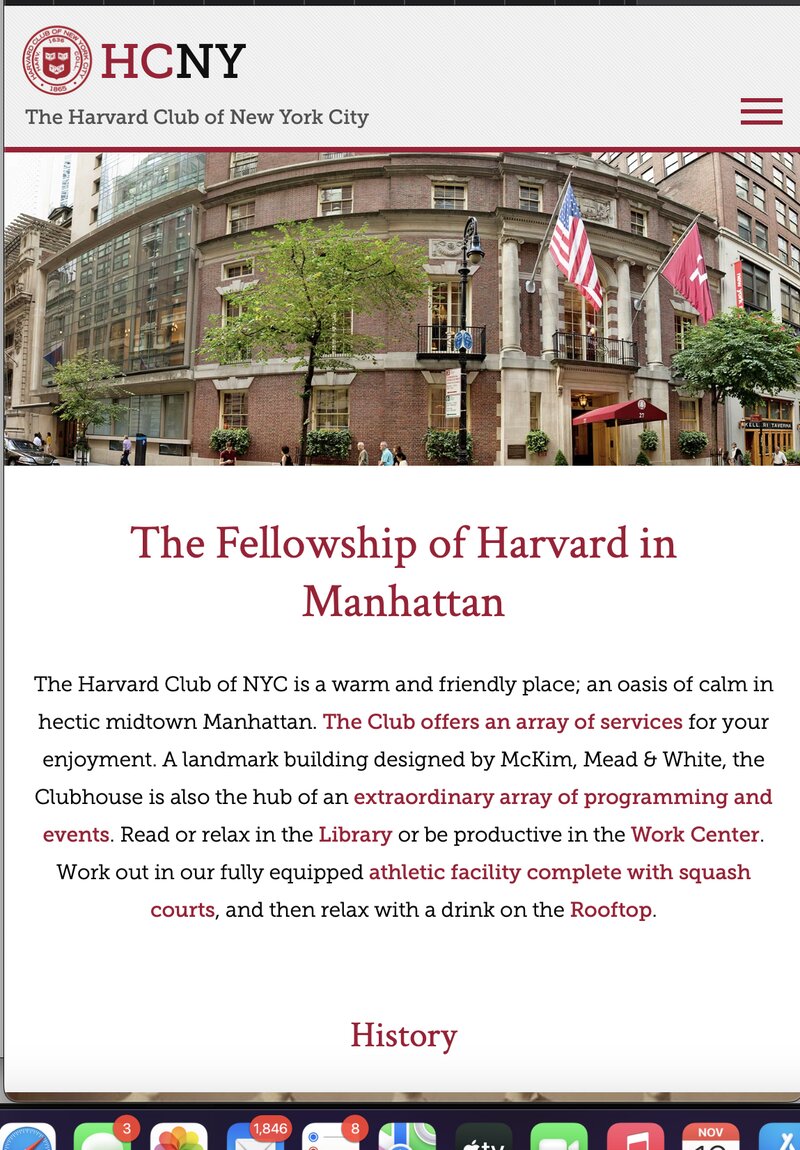 HARVARD CLUB OF NEW YORK CITY
1636
HARV. COLL.
1865
HCNY
The Harvard Club of New York City
27
The Fellowship of Harvard in
Manhattan
The Harvard Club of NYC is a warm and friendly place; an oasis of calm in
hectic midtown Manhattan. The Club offers an array of services for your
enjoyment. A landmark building designed by McKim, Mead & White, the
Clubhouse is also the hub of an extraordinary array of programming and
events. Read or relax in the Library or be productive in the Work Center.
Work out in our fully equipped athletic facility complete with squash
courts, and then relax with a drink on the Rooftop.
History
3
1,846
8
tv
NOV